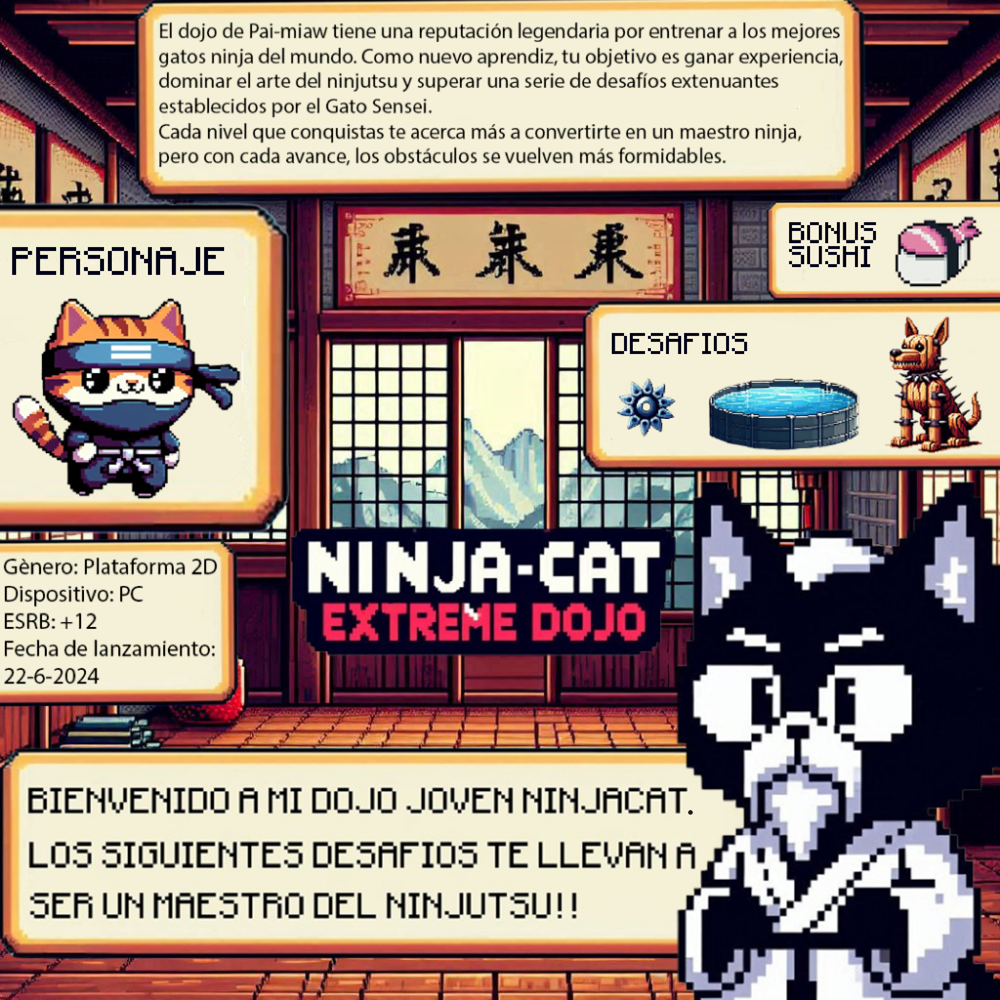 El dojo de Pai-miaw tiene una reputación legendaria por entrenar a los mejores
gatos ninja del mundo. Como nuevo aprendiz, tu objetivo es ganar experiencia,
dominar el arte del ninjutsu y superar una serie de desafíos extenuantes
establecidos por el Gato Sensei.
Cada nivel que conquistas te acerca más a convertirte en un maestro ninja,
pero con cada avance, los obstáculos se vuelven más formidables.
PERSONAJE
BONUS
SUSHI
DESAFIOS
Gènero: Plataforma 2D
Dispositivo: PC
ESRB: +12
Fecha de lanzamiento:
22-6-2024
NINJA-CAT
EXTREME DOJO
BIENVENIDO A MI DOJO JOVEN NINJACAT.
LOS SIGUIENTES DESAFIOS TE LLEVAN A
SER UN MAESTRO DEL NINJUTSU!!